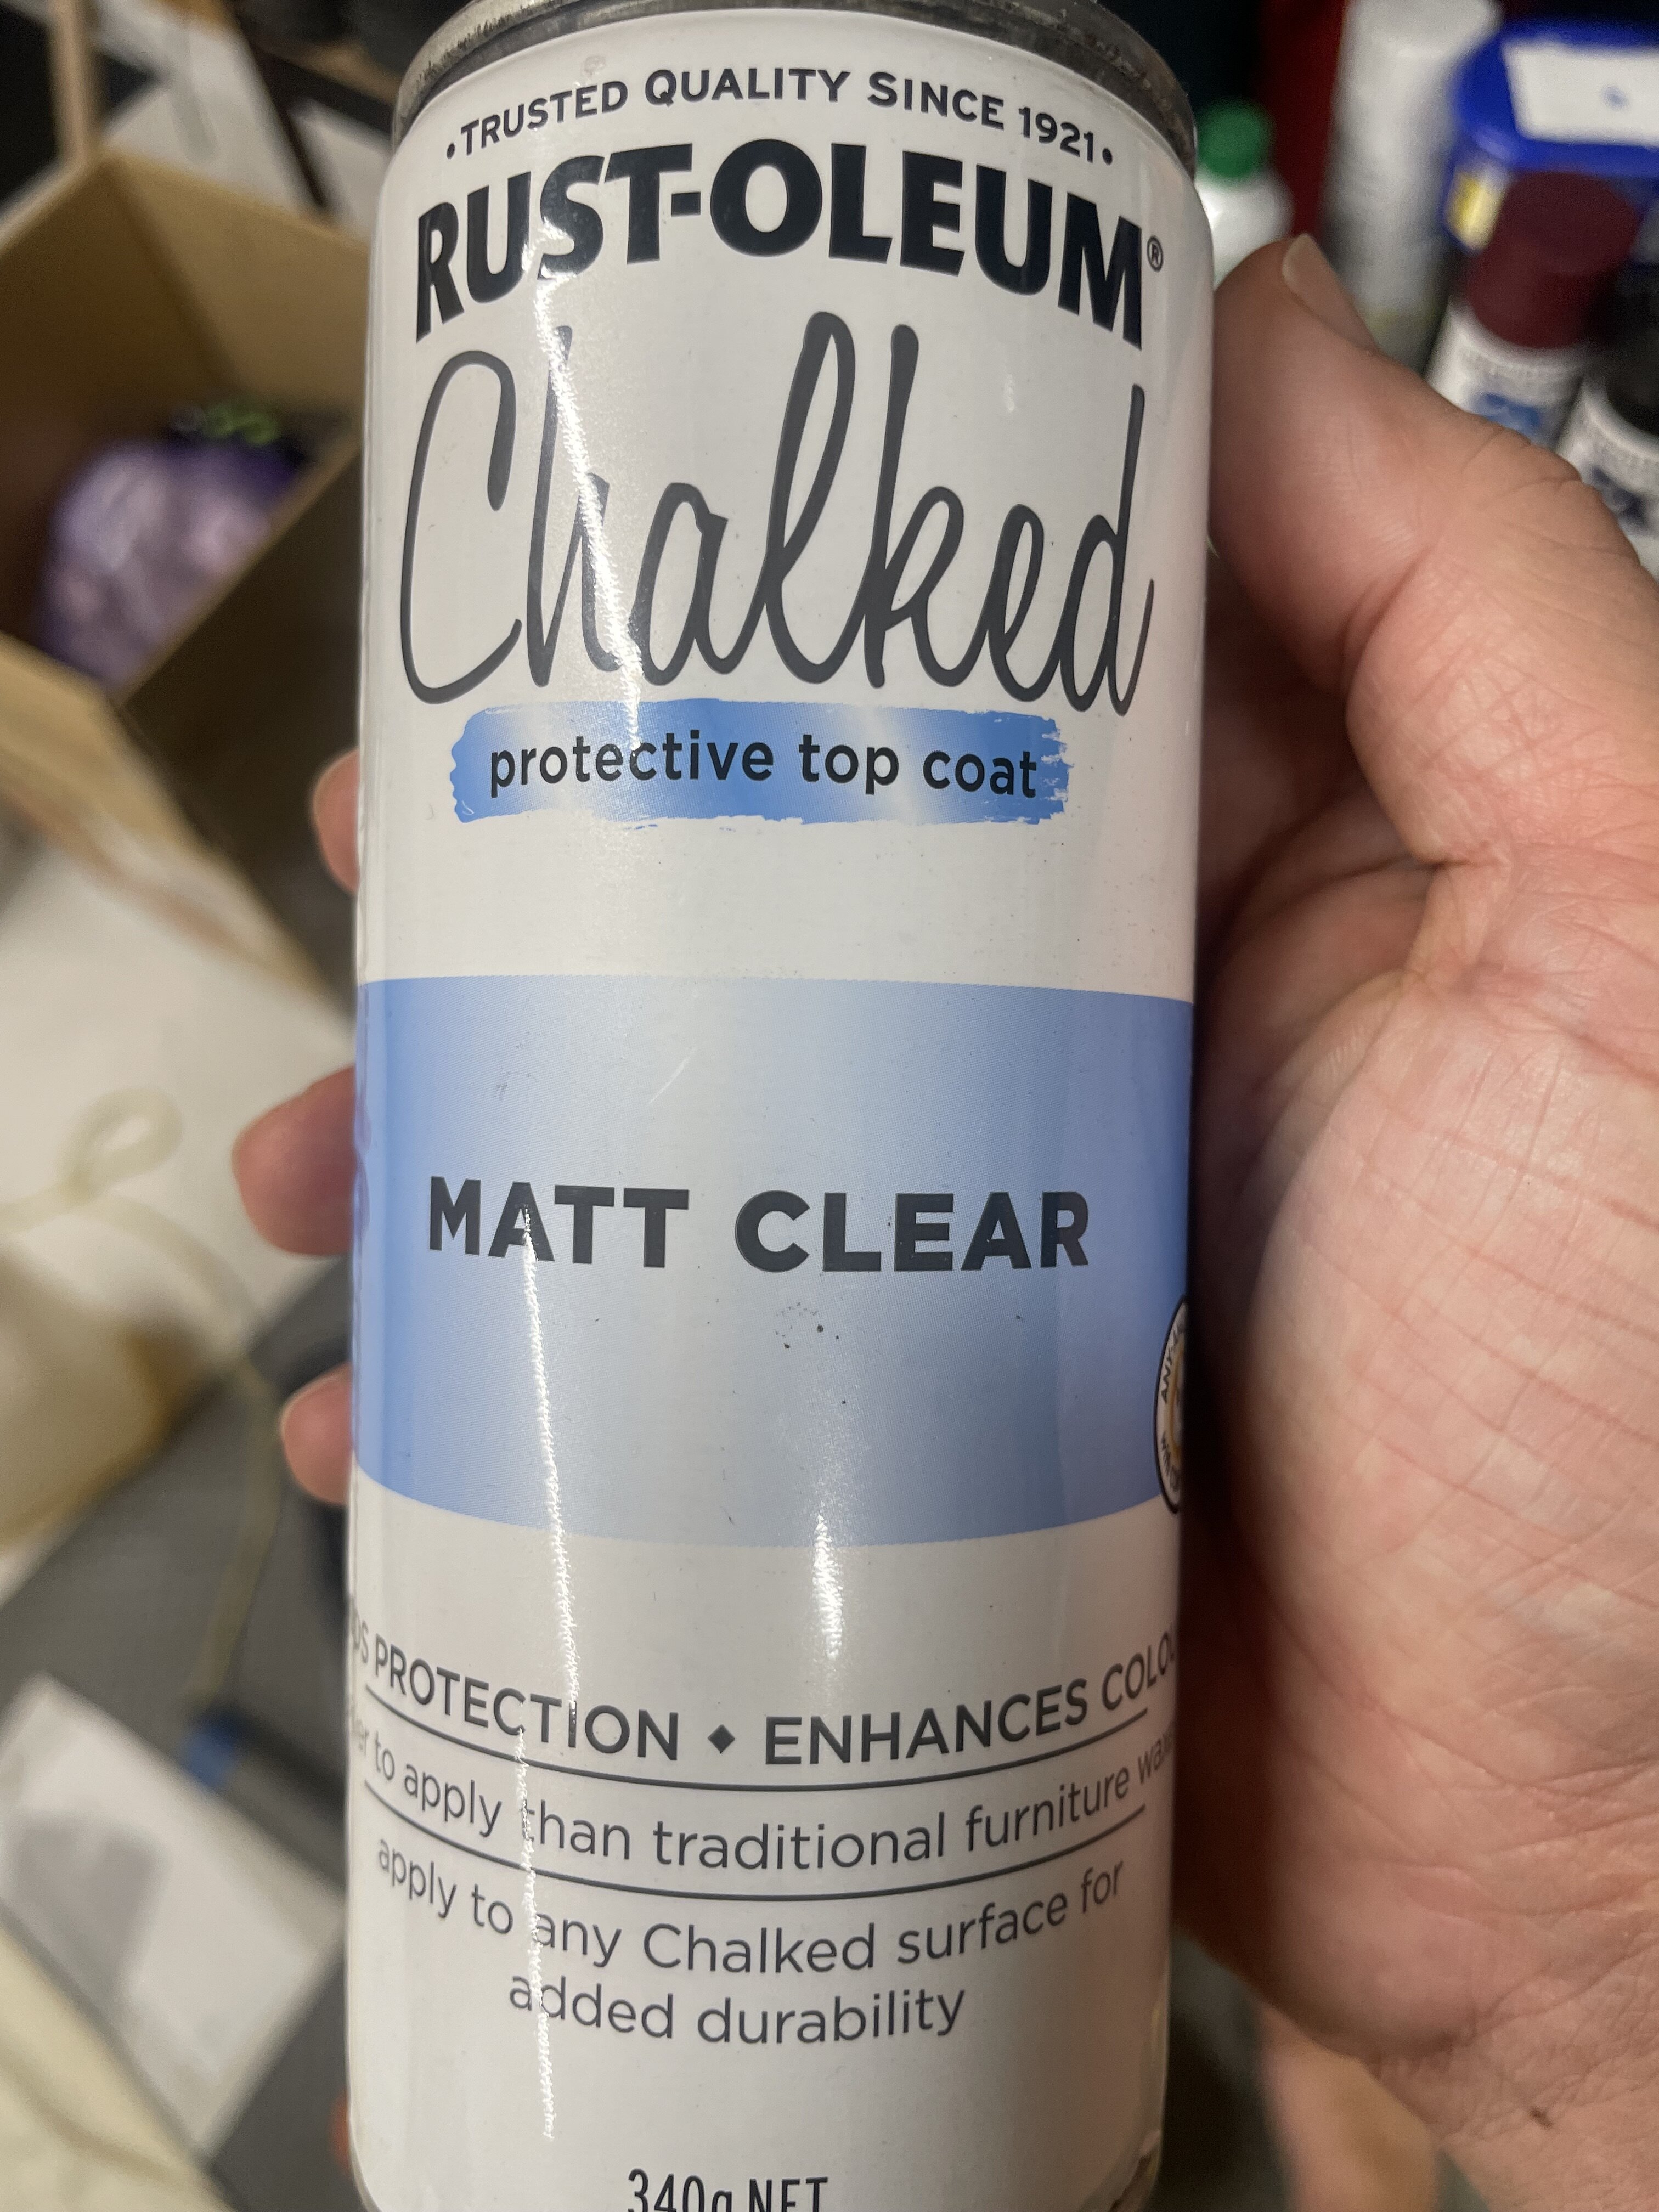 •TRUSTED QUALITY SINCE 1921•
RUST-OLEUM®
Chalked
protective top coat
MATT CLEAR
PROTECTION ◆ ENHANCES
to apply than traditional furniture
apply to any Chalked surface for
added durability
340g NET